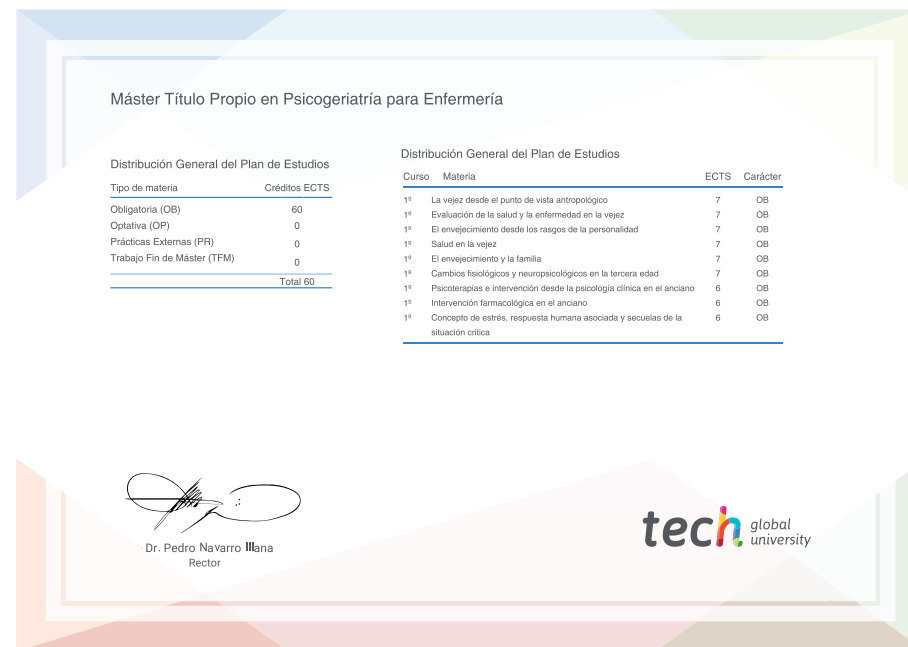 Máster Título Propio en Psicogeriatría para Enfermería
Distribución General del Plan de Estudios
Tipo de materia Créditos ECTS
Obligatoria (OB) 60
Optativa (OP) 0
Prácticas Externas (PR) 0
Trabajo Fin de Máster (TFM) 0
Total 60
Distribución General del Plan de Estudios
Curso Materia ECTS Carácter
1º La vejez desde el punto de vista antropológico 7 OB
1º Evaluación de la salud y la enfermedad en la vejez 7 OB
1º El envejecimiento desde los rasgos de la personalidad 7 OB
1º Salud en la vejez 7 OB
1º El envejecimiento y la familia 7 OB
1º Cambios fisiológicos y neuropsicológicos en la tercera edad 7 OB
1º Psicoterapias e intervención desde la psicología clínica en el anciano 6 OB
1º Intervención farmacológica en el anciano 6 OB
1º Concepto de estrés, respuesta humana asociada y secuelas de la 6 OB
situación critica
Dr. Pedro Navarro Illana
Rector
tech global
university